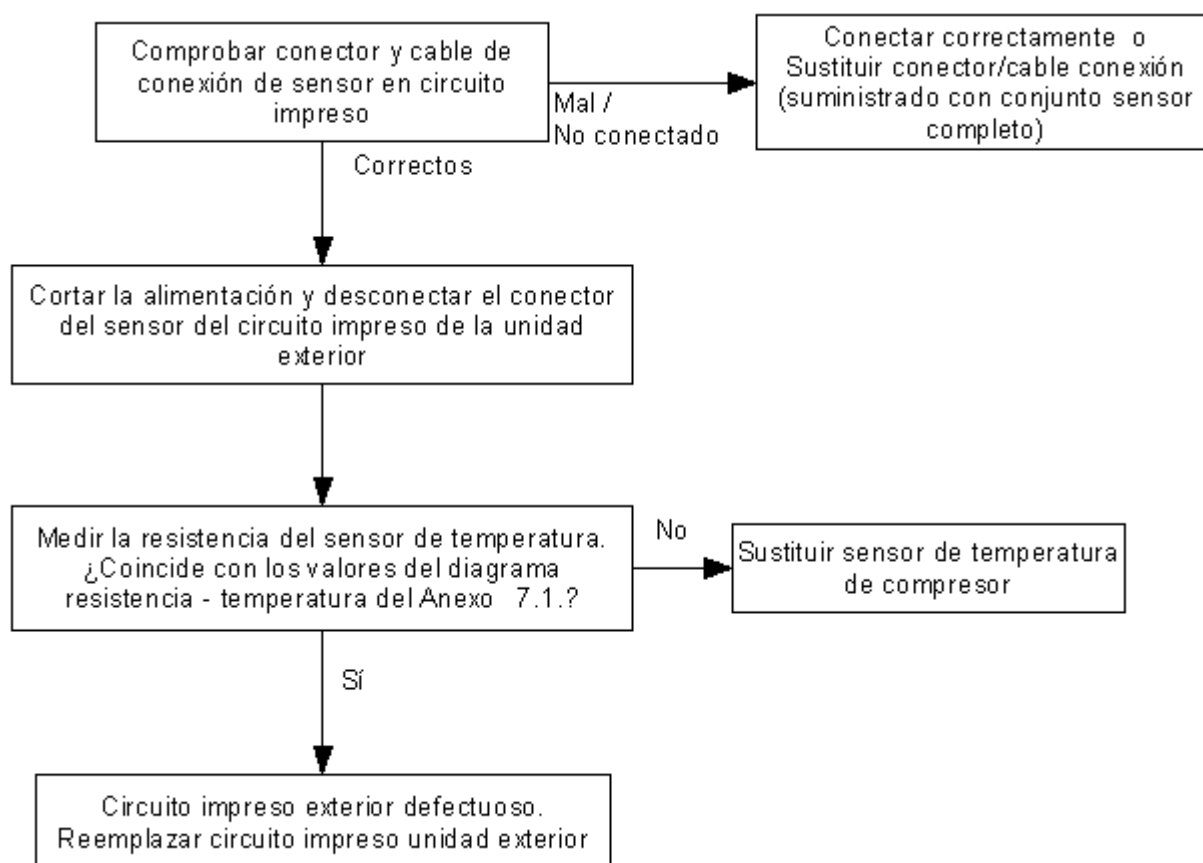 Comprobar conector y cable de
conexión de sensor en circuito
impreso
Mal /
No conectado
Conectar correctamente o
Sustituir conector/cable conexión
(suministrado con conjunto sensor
completo)
Correctos
Cortar la alimentación y desconectar el conector
del sensor del circuito impreso de la unidad
exterior
Medir la resistencia del sensor de temperatura.
¿Coincide con los valores del diagrama
resistencia - temperatura del Anexo 7.1.?
No
Sustituir sensor de temperatura
de compresor
Sí
Circuito impreso exterior defectuoso.
Reemplazar circuito impreso unidad exterior